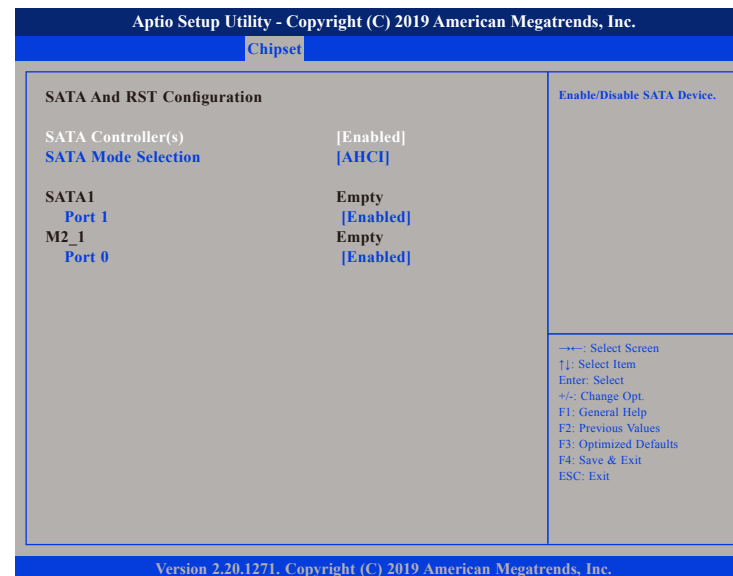 Aptio Setup Utility - Copyright (C) 2019 American Megatrends, Inc.
Chipset
SATA And RST Configuration
SATA Controller(s) [Enabled]
SATA Mode Selection [AHCI]
SATA1 Empty
Port 1 [Enabled]
M2_1 Empty
Port 0 [Enabled]
Enable/Disable SATA Device.
→←: Select Screen
↑↓: Select Item
Enter: Select
+/-: Change Opt.
F1: General Help
F2: Previous Values
F3: Optimized Defaults
F4: Save & Exit
ESC: Exit
Version 2.20.1271. Copyright (C) 2019 American Megatrends, Inc.